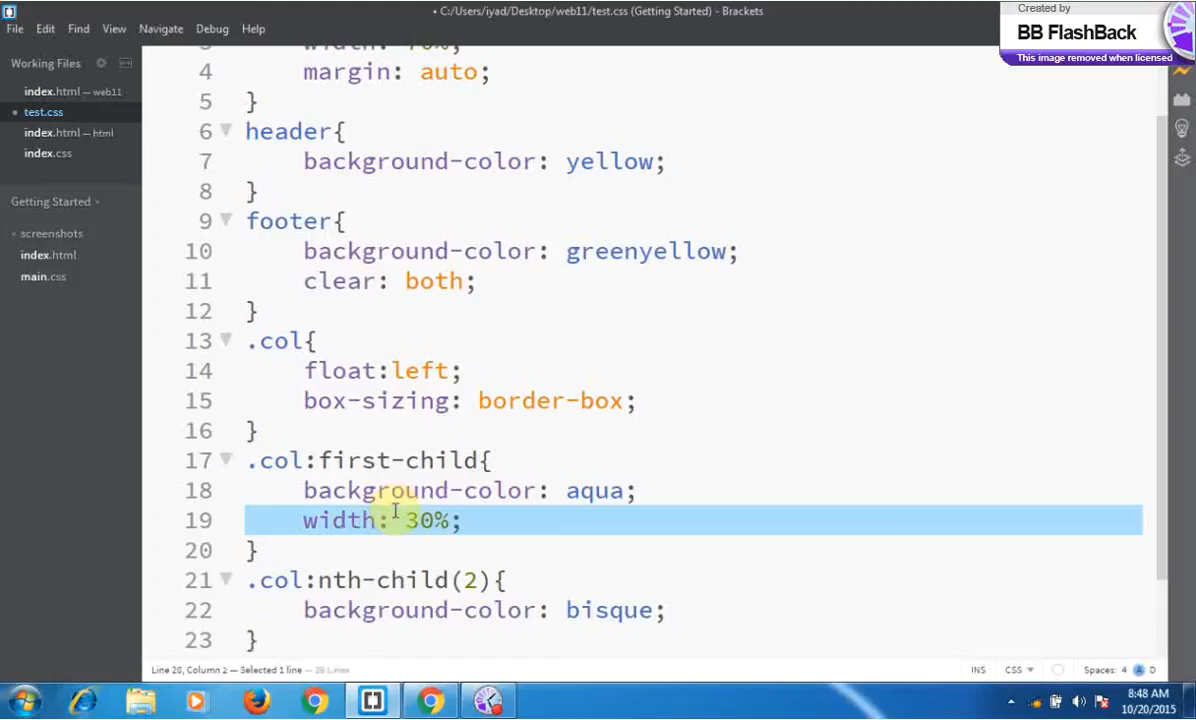 • C:/Users/iyad/Desktop/web11/test.css (Getting Started) - Brackets
Created by
BB FlashBack
This image removed when licensed
File Edit View Navigate Debug Help
Working Files
index.html — web11
test.css
index.html — html
index.css
Getting Started
screenshots
index.html
main.css
4 margin: auto;
5 }
6 header{
7 background-color: yellow;
8 }
9 footer{
10 background-color: greenyellow;
11 clear: both;
12 }
13 .col{
14 float:left;
15 box-sizing: border-box;
16 }
17 .col:first-child{
18 background-color: aqua;
19 width: 30%;
20 }
21 .col:nth-child(2){
22 background-color: bisque;
23 }
Line 20, Column 2 — Selected 1 line
INS CSS Spaces: 4
8:48 AM
10/20/2015